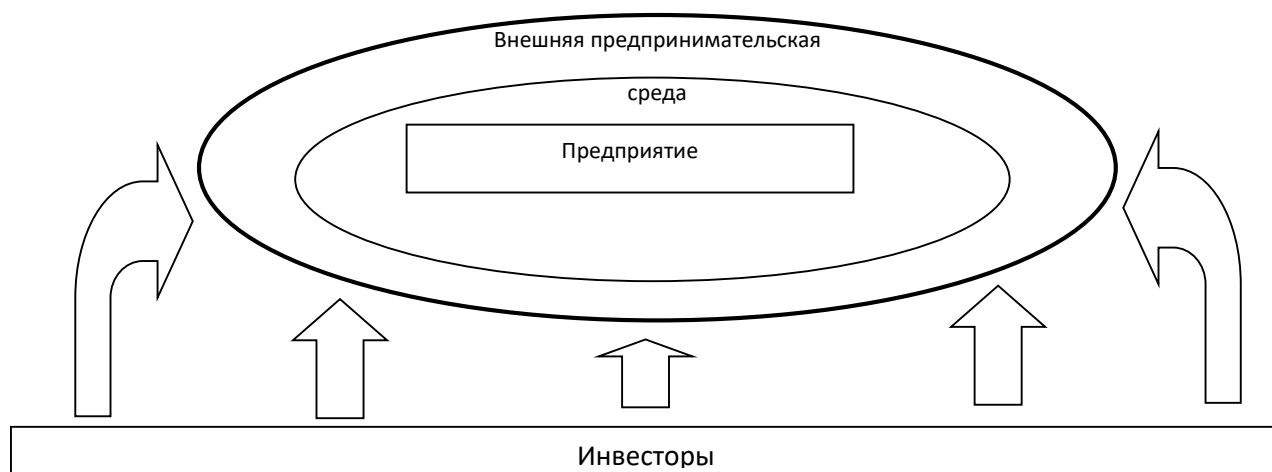 Внешняя предпринимательская
среда
Предприятие
Инвесторы